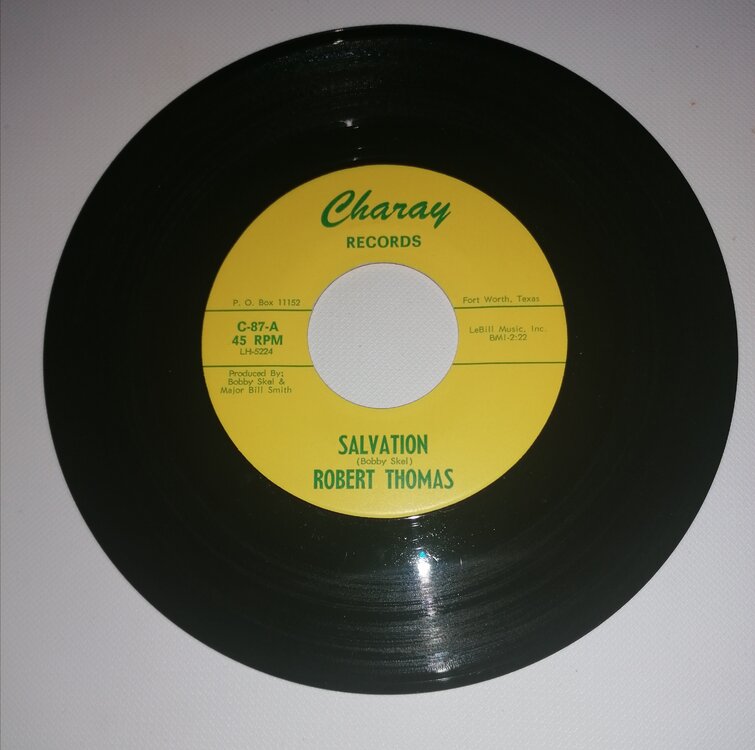 Charay
RECORDS
P. O. Box 11152
Fort Worth, Texas
C-87-A
45 RPM
LH-5224
LeBill Music, Inc.
BMI-2:22
Produced By:
Bobby Skel &
Major Bill Smith
SALVATION
(Bobby Skel)
ROBERT THOMAS